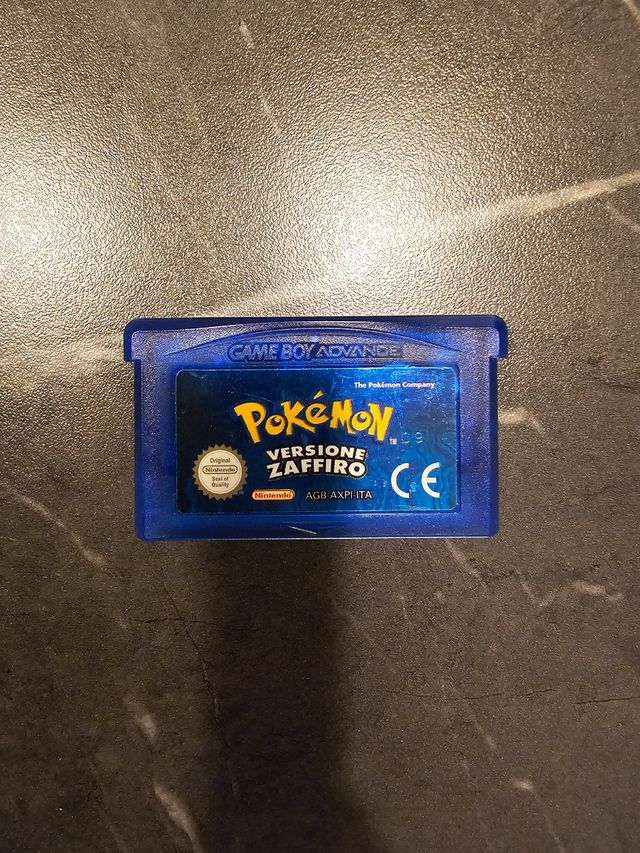 GAME BOY ADVANCE
The Pokémon Company
POKéMON
TM
VERSIONE
ZAFFIRO
Original
Nintendo
Seal of
Quality
CE
Nintendo
AGB-AXPI-ITA